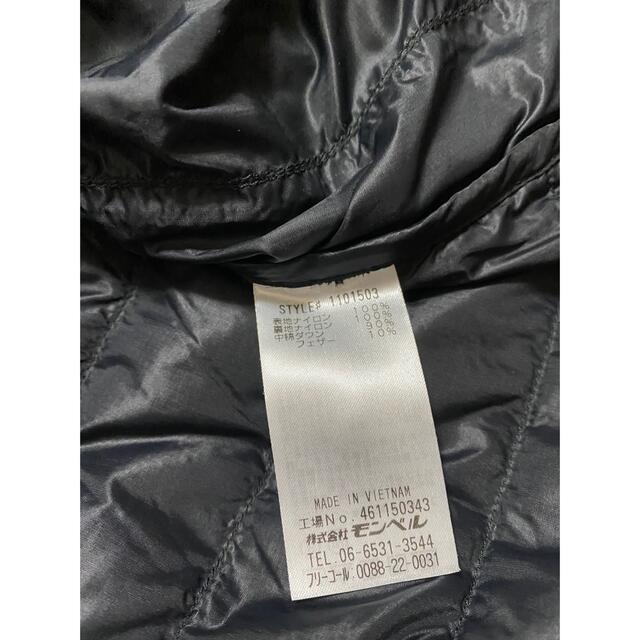 STYLE# 1101503
表地ナイロン 100%
裏地ナイロン 100%
中綿ダウン 90%
フェザー 10%
MADE IN VIETNAM
工場No. 461150343
株式会社モンベル
TEL. 06-6531-3544
フリーコール:0088-22-0031